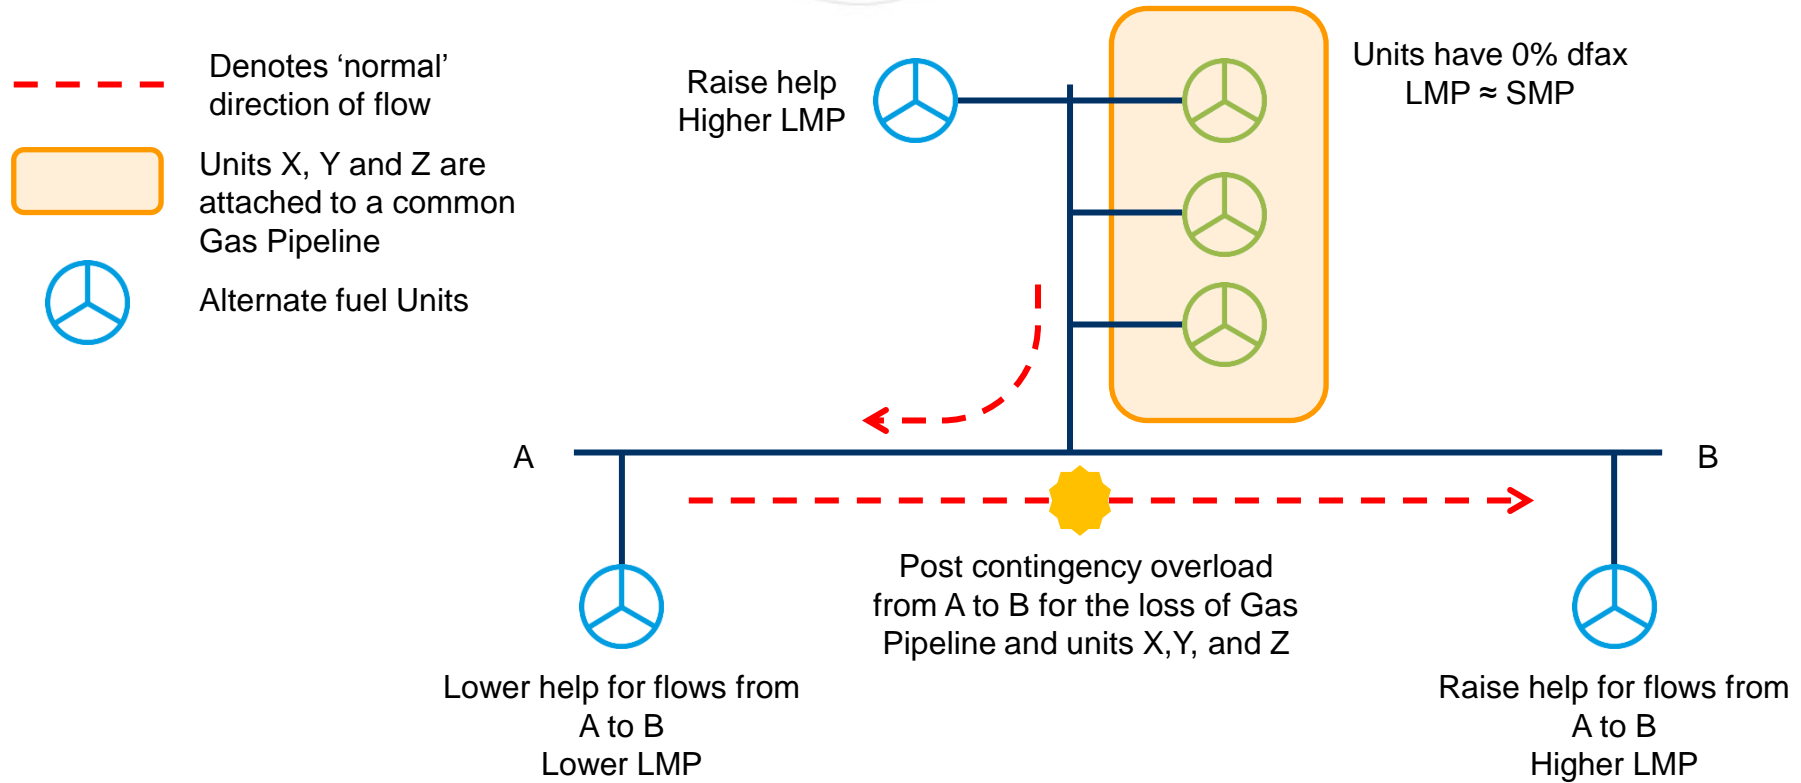 Denotes ‘normal’
direction of flow
Units X, Y and Z are
attached to a common
Gas Pipeline
Alternate fuel Units
Raise help
Higher LMP
Units have 0% dfax
LMP ≈ SMP
A
B
Post contingency overload
from A to B for the loss of Gas
Pipeline and units X,Y, and Z
Lower help for flows from
A to B
Lower LMP
Raise help for flows from
A to B
Higher LMP